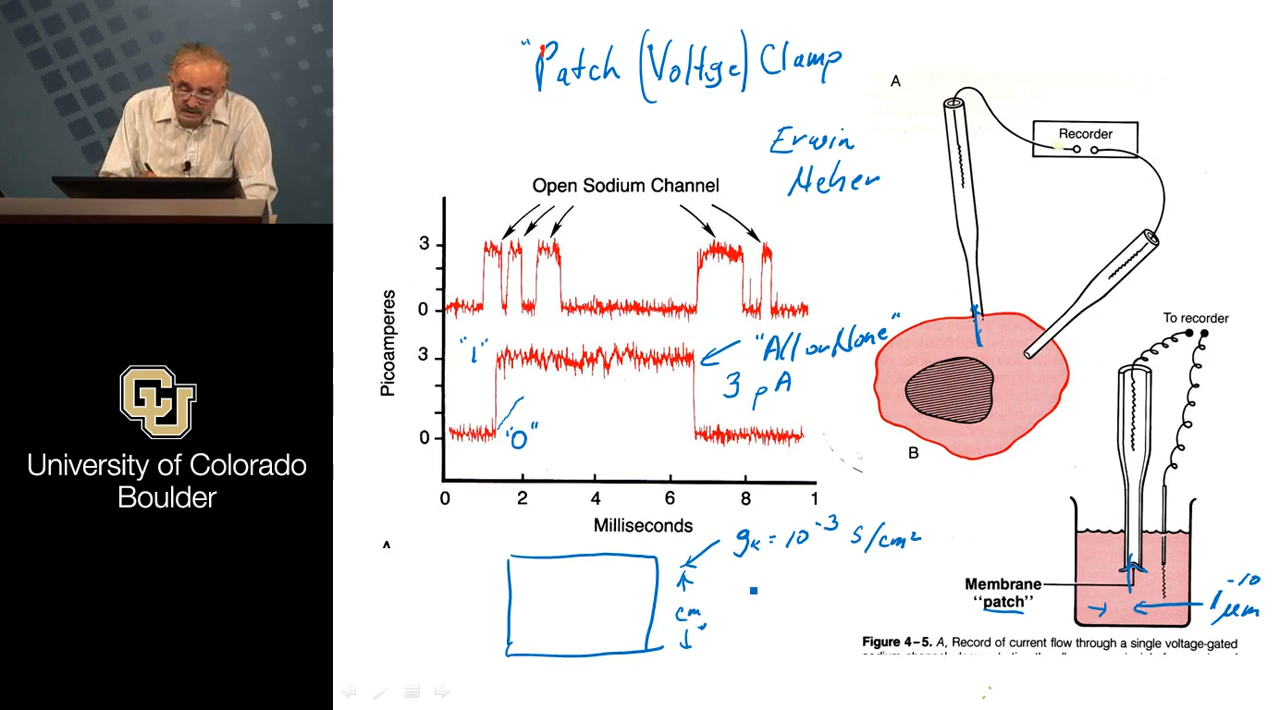 "Patch (Voltage) Clamp
A
Recorder
Erwin
Neher
Open Sodium Channel
3
0
"1"
3
"All or None"
3 pA
Picoamperes
0
"0"
B
To recorder
0
2
4
6
8
1
Milliseconds
University of Colorado
Boulder
A
gK = 10^-3 S/cm2
cm
Membrane
"patch"
1-10
μm
Figure 4-5. A, Record of current flow through a single voltage-gated